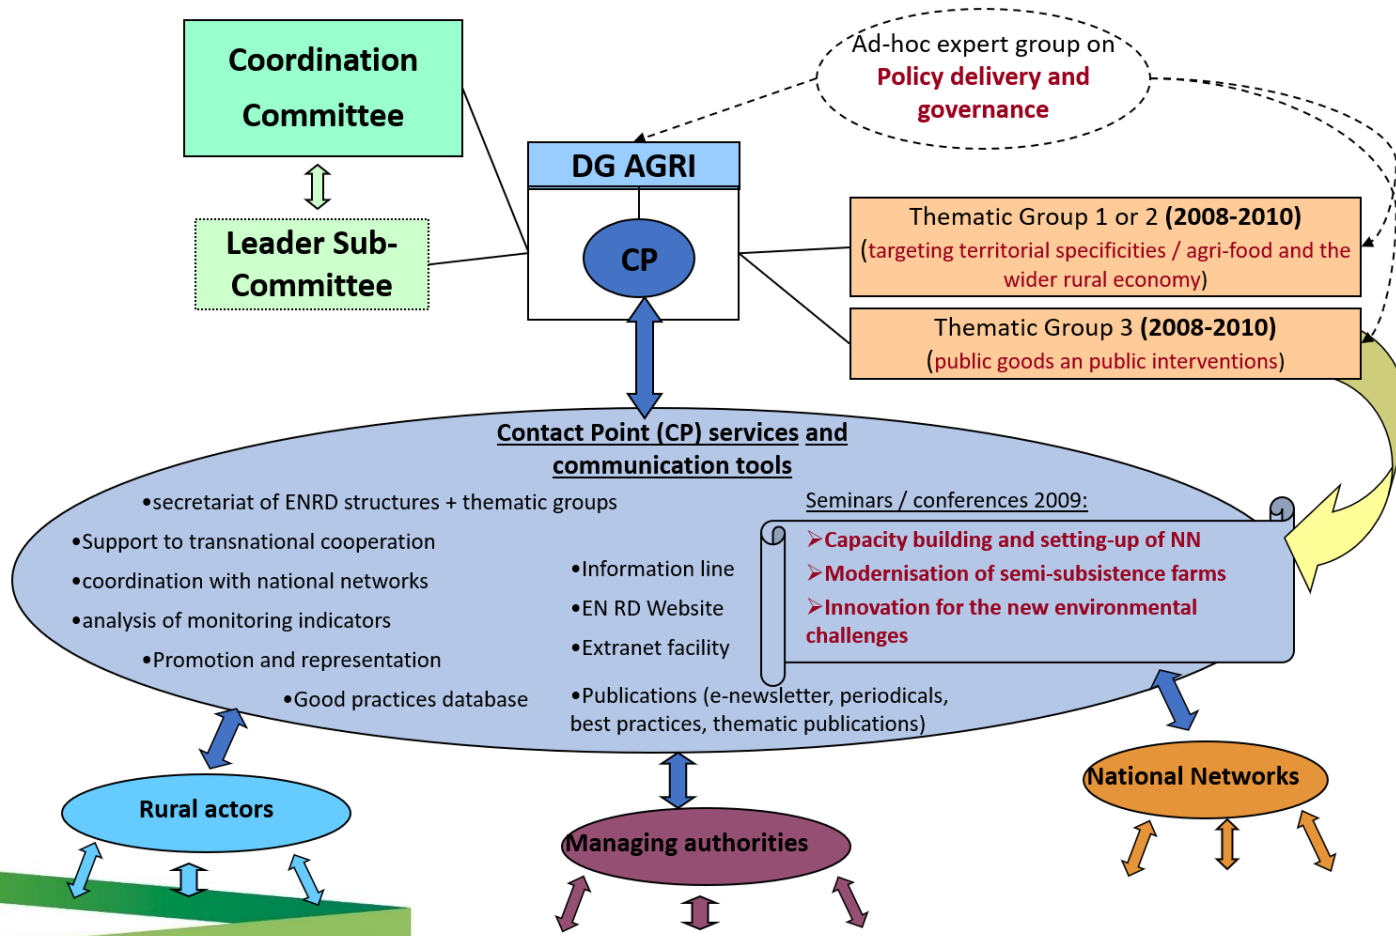 Coordination
Committee
Ad-hoc expert group on
Policy delivery and
governance
DG AGRI
CP
Leader Sub-
Committee
Thematic Group 1 or 2 (2008-2010)
(targeting territorial specificities / agri-food and the
wider rural economy)
Thematic Group 3 (2008-2010)
(public goods an public interventions)
Contact Point (CP) services and
communication tools
•secretariat of ENRD structures + thematic groups
•Support to transnational cooperation
•coordination with national networks
•analysis of monitoring indicators
•Promotion and representation
•Good practices database
•Information line
•EN RD Website
•Extranet facility
•Publications (e-newsletter, periodicals,
best practices, thematic publications)
Seminars / conferences 2009:
➢Capacity building and setting-up of NN
➢Modernisation of semi-subsistence farms
➢Innovation for the new environmental
challenges
Rural actors
Managing authorities
National Networks